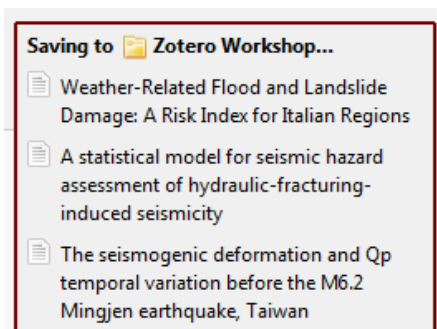 Saving to Zotero Workshop...
Weather-Related Flood and Landslide
Damage: A Risk Index for Italian Regions
A statistical model for seismic hazard
assessment of hydraulic-fracturing-
induced seismicity
The seismogenic deformation and Qp
temporal variation before the M6.2
Mingjen earthquake, Taiwan